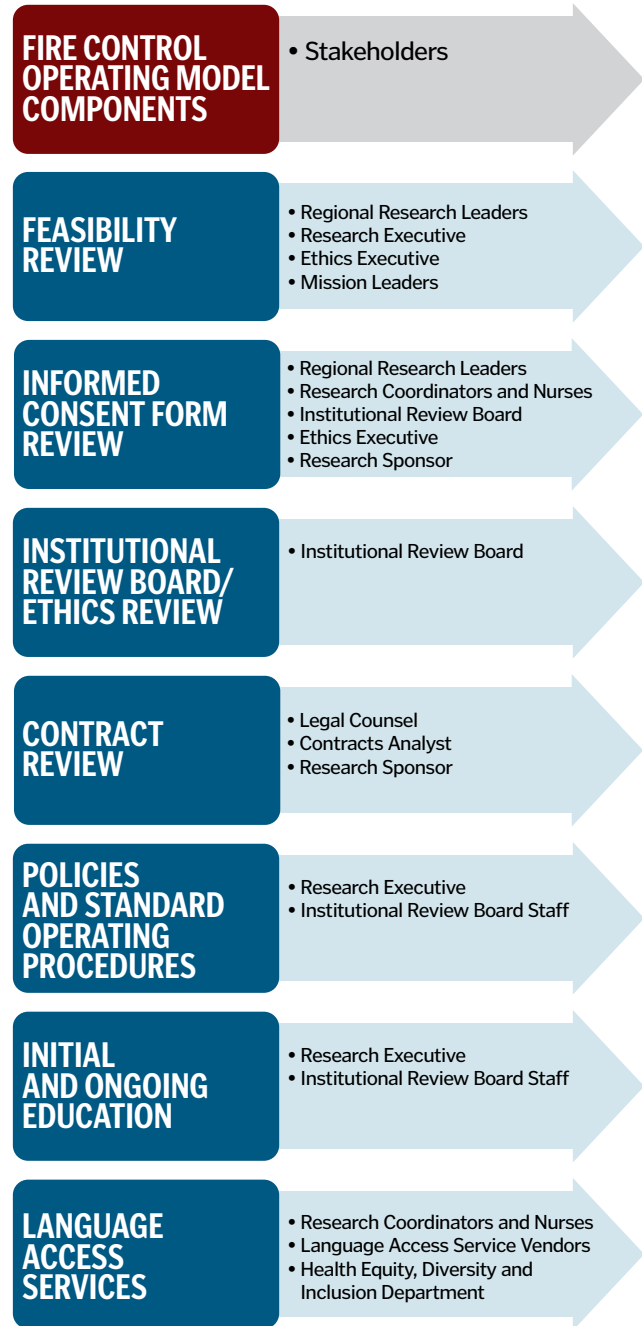 FIRE CONTROL
OPERATING MODEL
COMPONENTS
• Stakeholders
FEASIBILITY
REVIEW
• Regional Research Leaders
• Research Executive
• Ethics Executive
• Mission Leaders
INFORMED
CONSENT FORM
REVIEW
• Regional Research Leaders
• Research Coordinators and Nurses
• Institutional Review Board
• Ethics Executive
• Research Sponsor
INSTITUTIONAL
REVIEW BOARD/
ETHICS REVIEW
• Institutional Review Board
CONTRACT
REVIEW
• Legal Counsel
• Contracts Analyst
• Research Sponsor
POLICIES
AND STANDARD
OPERATING
PROCEDURES
• Research Executive
• Institutional Review Board Staff
INITIAL
AND ONGOING
EDUCATION
• Research Executive
• Institutional Review Board Staff
LANGUAGE
ACCESS
SERVICES
• Research Coordinators and Nurses
• Language Access Service Vendors
• Health Equity, Diversity and
Inclusion Department